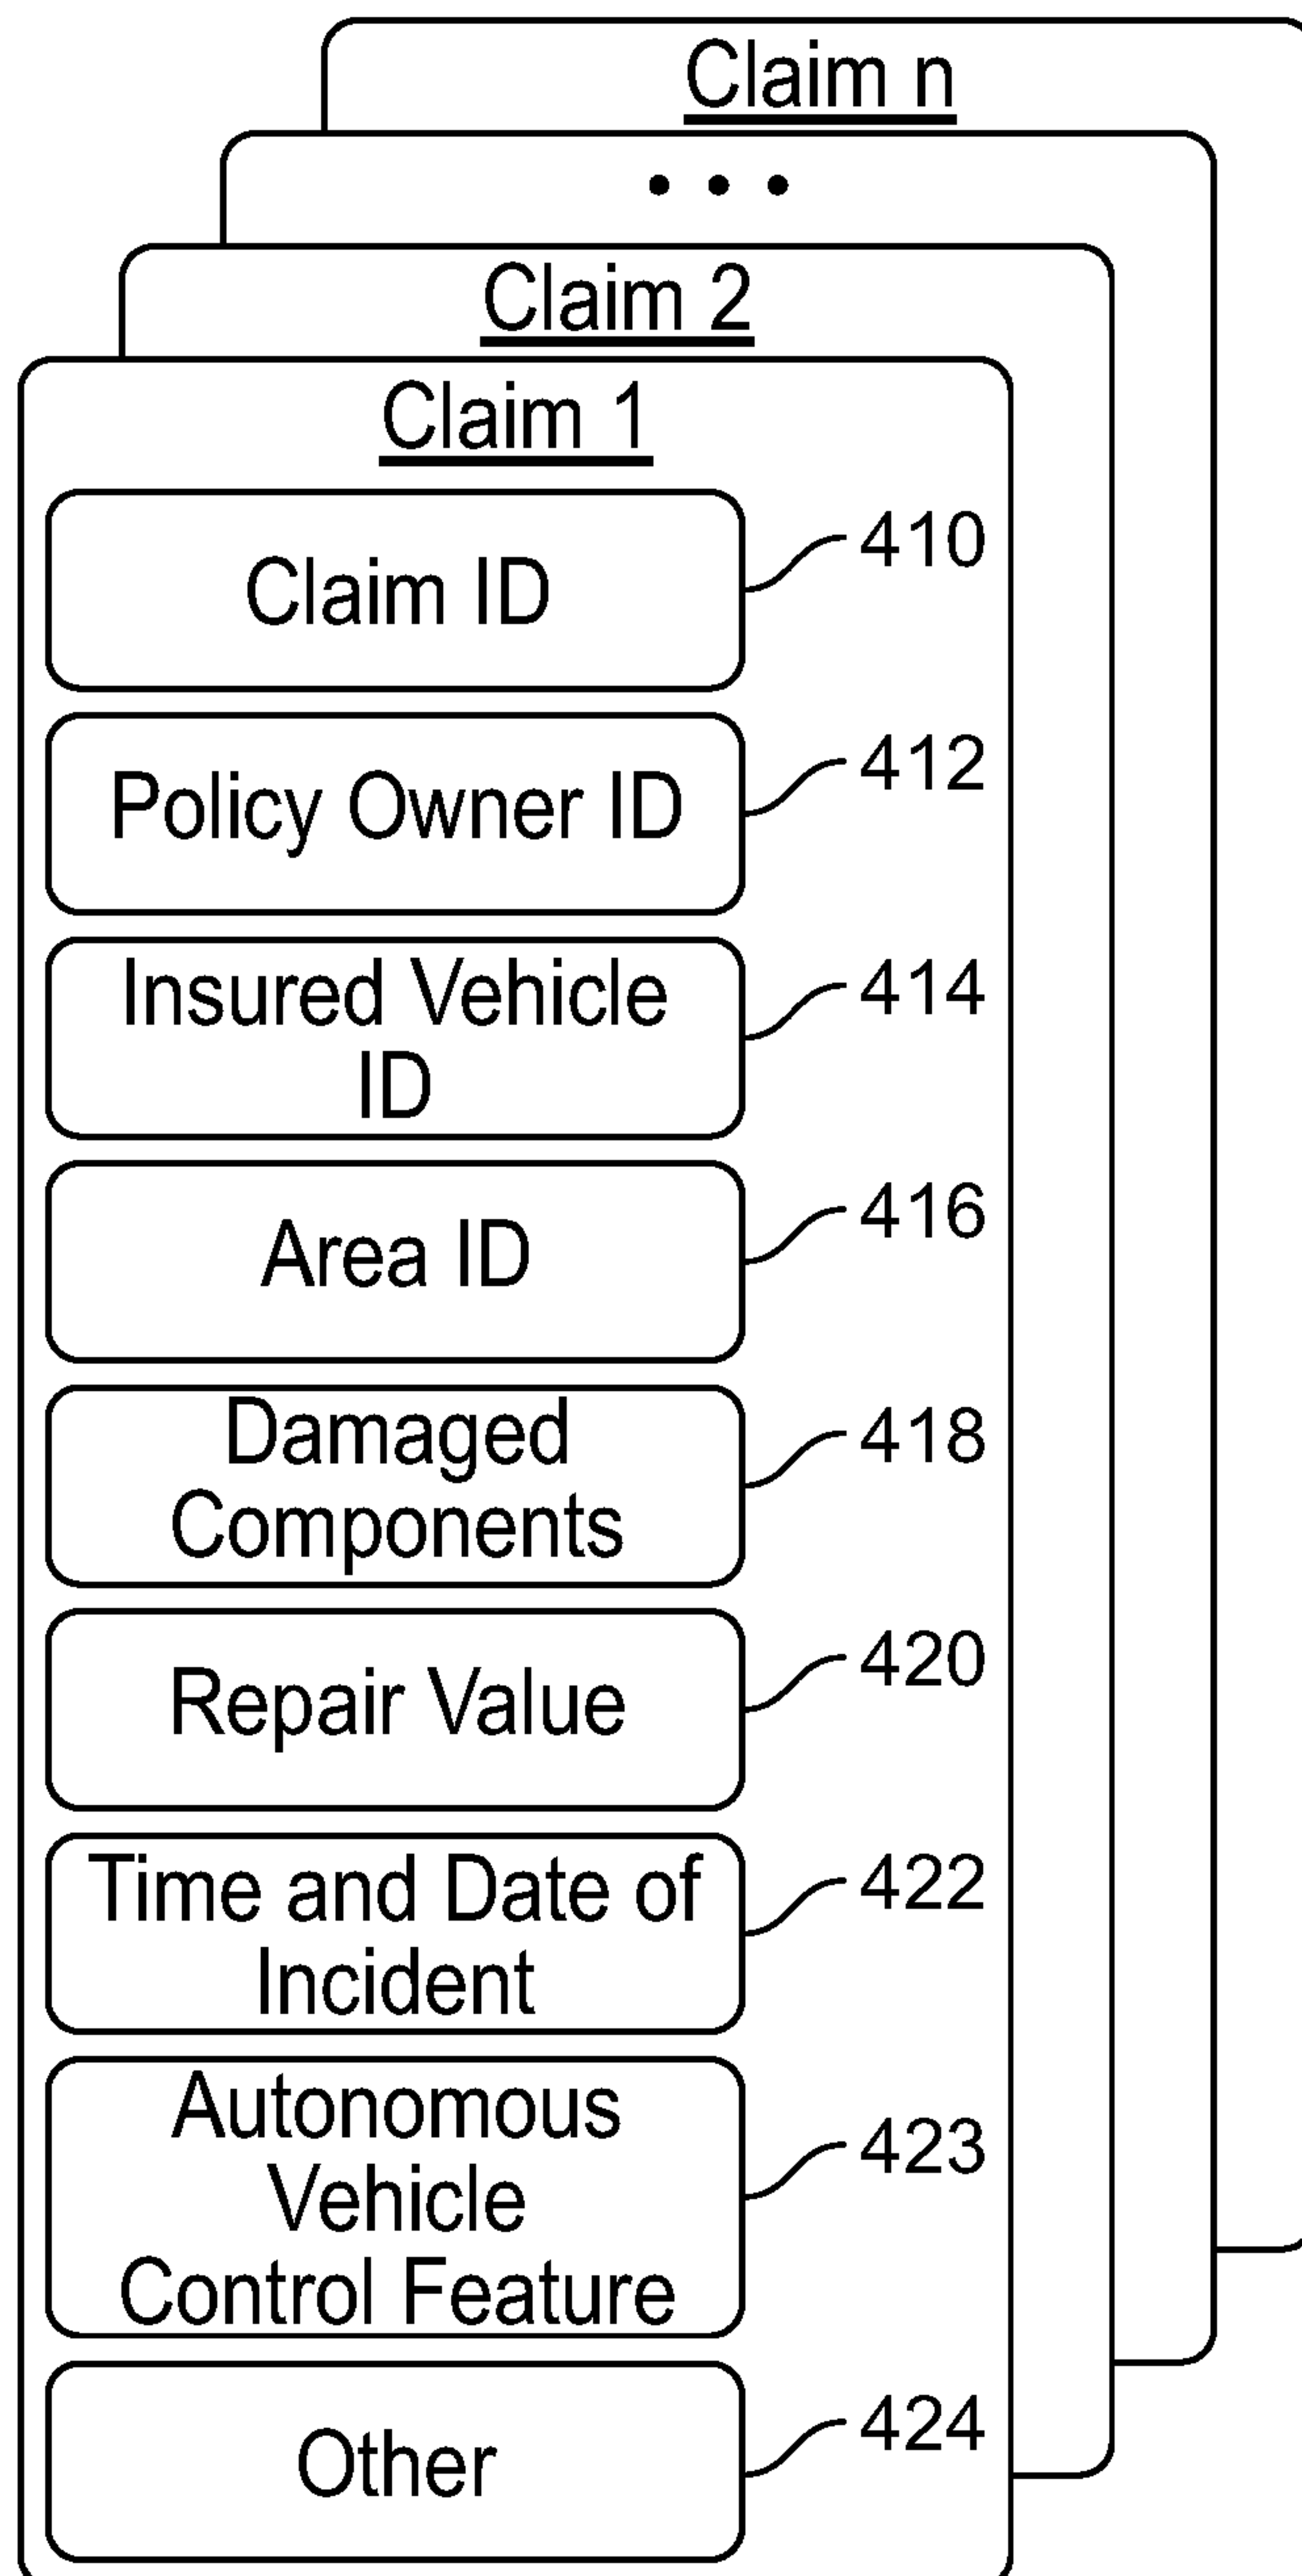 Claim n
• • •
Claim 2
Claim 1
Claim ID
410
Policy Owner ID
412
Insured Vehicle
ID
414
Area ID
416
Damaged
Components
418
Repair Value
420
Time and Date of
Incident
422
Autonomous
Vehicle
Control Feature
423
Other
424